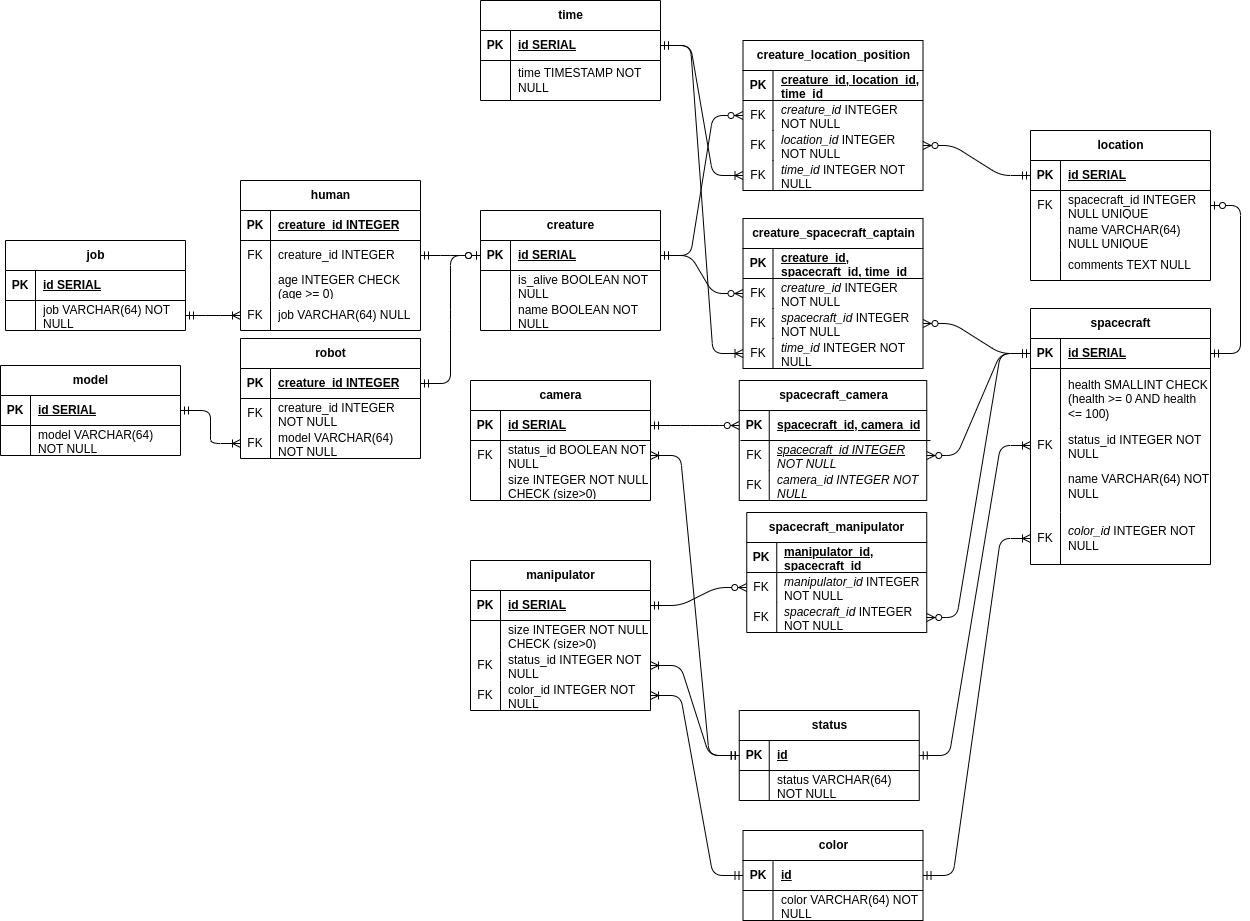 time
PK id SERIAL
time TIMESTAMP NOT
NULL
creature_location_position
PK creature_id, location_id,
time_id
FK creature_id INTEGER
NOT NULL
FK location_id INTEGER
NOT NULL
FK time_id INTEGER NOT
NULL
location
PK id SERIAL
FK spacecraft_id INTEGER
NULL UNIQUE
name VARCHAR(64)
NULL UNIQUE
comments TEXT NULL
human
PK creature_id INTEGER
FK creature_id INTEGER
age INTEGER CHECK
(age >= 0)
FK job VARCHAR(64) NULL
creature
PK id SERIAL
is_alive BOOLEAN NOT
NULL
name BOOLEAN NOT
NULL
creature_spacecraft_captain
PK creature_id,
spacecraft_id, time_id
FK creature_id INTEGER
NOT NULL
FK spacecraft_id INTEGER
NOT NULL
FK time_id INTEGER NOT
NULL
job
PK id SERIAL
job VARCHAR(64) NOT
NULL
spacecraft
PK id SERIAL
health SMALLINT CHECK
(health >= 0 AND health
<= 100)
FK status_id INTEGER NOT
NULL
name VARCHAR(64) NOT
NULL
FK color_id INTEGER NOT
NULL
robot
PK creature_id INTEGER
FK creature_id INTEGER
NOT NULL
FK model VARCHAR(64)
NOT NULL
model
PK id SERIAL
model VARCHAR(64)
NOT NULL
camera
PK id SERIAL
FK status_id BOOLEAN NOT
NULL
size INTEGER NOT NULL
CHECK (size>0)
spacecraft_camera
PK spacecraft_id, camera_id
FK spacecraft_id INTEGER
NOT NULL
FK camera_id INTEGER NOT
NULL
spacecraft_manipulator
PK manipulator_id,
spacecraft_id
FK manipulator_id INTEGER
NOT NULL
FK spacecraft_id INTEGER
NOT NULL
manipulator
PK id SERIAL
size INTEGER NOT NULL
CHECK (size>0)
FK status_id INTEGER NOT
NULL
FK color_id INTEGER NOT
NULL
status
PK id
status VARCHAR(64)
NOT NULL
color
PK id
color VARCHAR(64) NOT
NULL